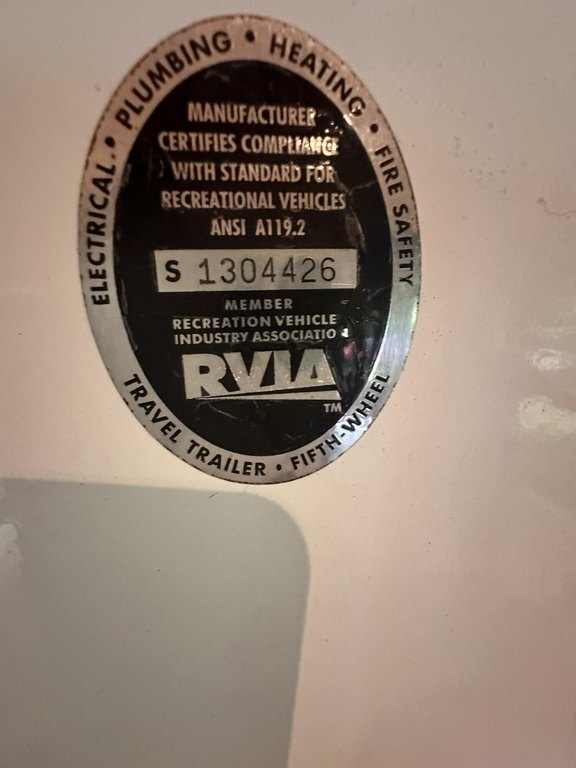 ELECTRICAL • PLUMBING • HEATING • FIRE SAFETY
MANUFACTURER
CERTIFIES COMPLIANCE
WITH STANDARD FOR
RECREATIONAL VEHICLES
ANSI A119.2
S 1304426
MEMBER
RECREATION VEHICLE
INDUSTRY ASSOCIATION
RVIA
TM
TRAVEL TRAILER • FIFTH-WHEEL